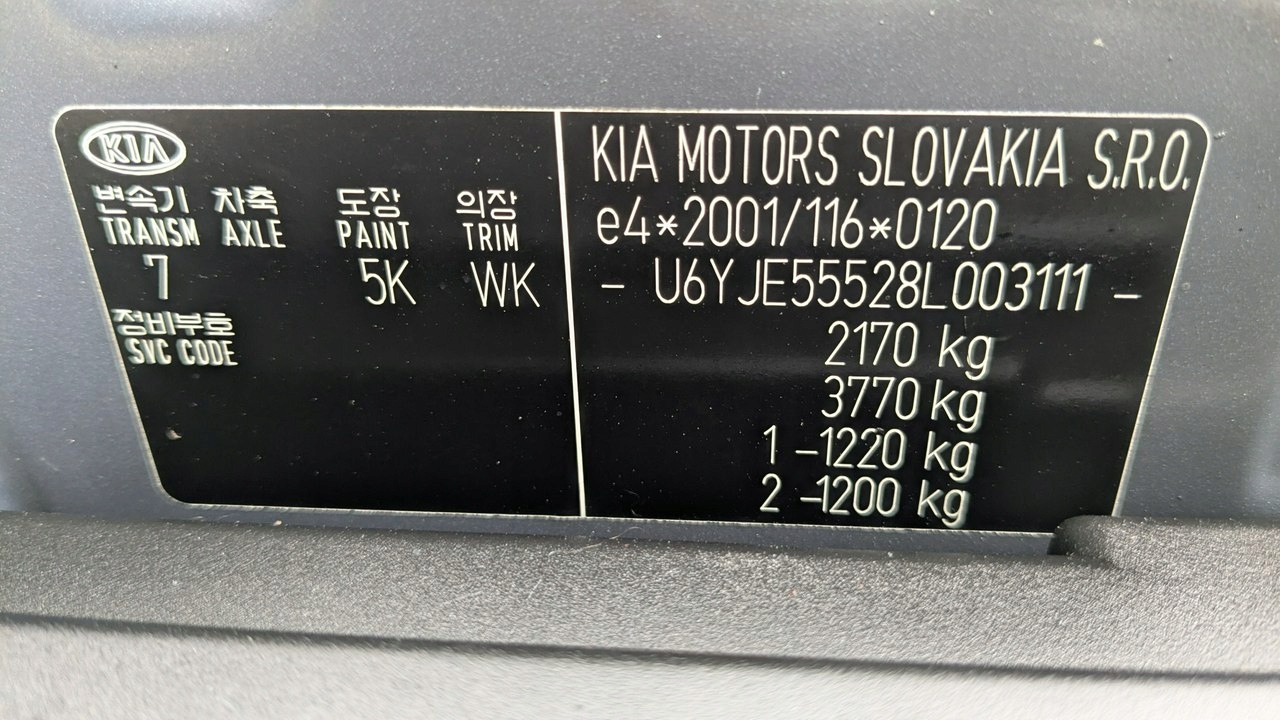 KIA
변속기 차축 도장 의장
TRANSM AXLE PAINT TRIM
7 5K WK
정비부호
SVC CODE
KIA MOTORS SLOVAKIA S.R.O.
e4*2001/116*0120
- U6YJE55528L003111 -
2170 kg
3770 kg
1 -1220 kg
2 -1200 kg